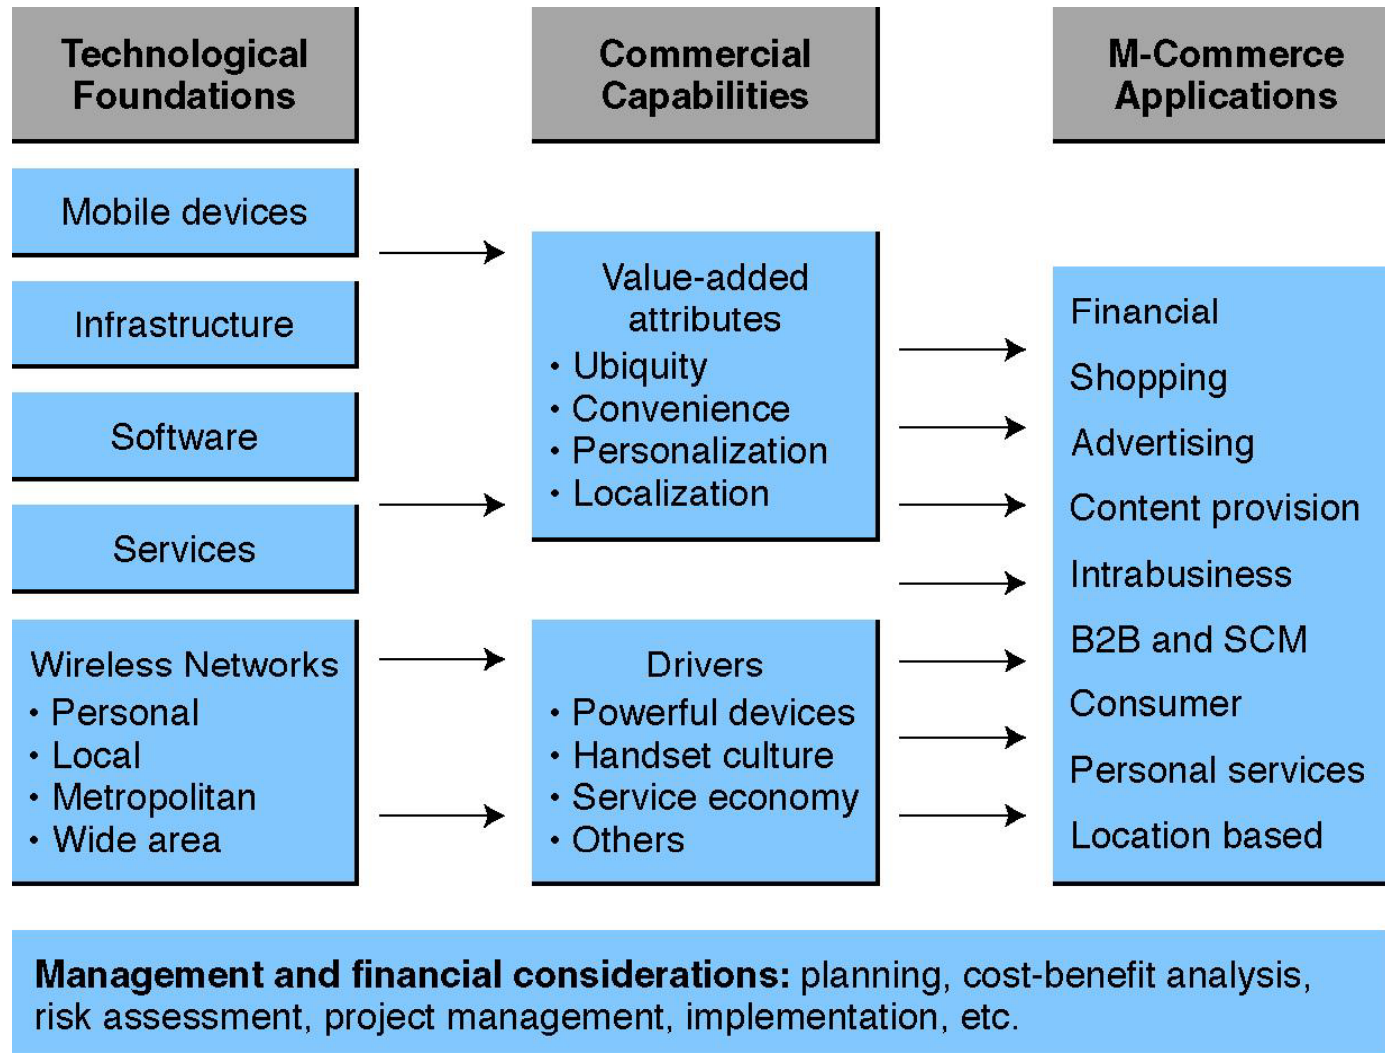 Technological
Foundations
Commercial
Capabilities
M-Commerce
Applications
Mobile devices
Infrastructure
Software
Services
Wireless Networks
• Personal
• Local
• Metropolitan
• Wide area
Value-added
attributes
• Ubiquity
• Convenience
• Personalization
• Localization
Drivers
• Powerful devices
• Handset culture
• Service economy
• Others
Financial
Shopping
Advertising
Content provision
Intrabusiness
B2B and SCM
Consumer
Personal services
Location based
Management and financial considerations: planning, cost-benefit analysis,
risk assessment, project management, implementation, etc.